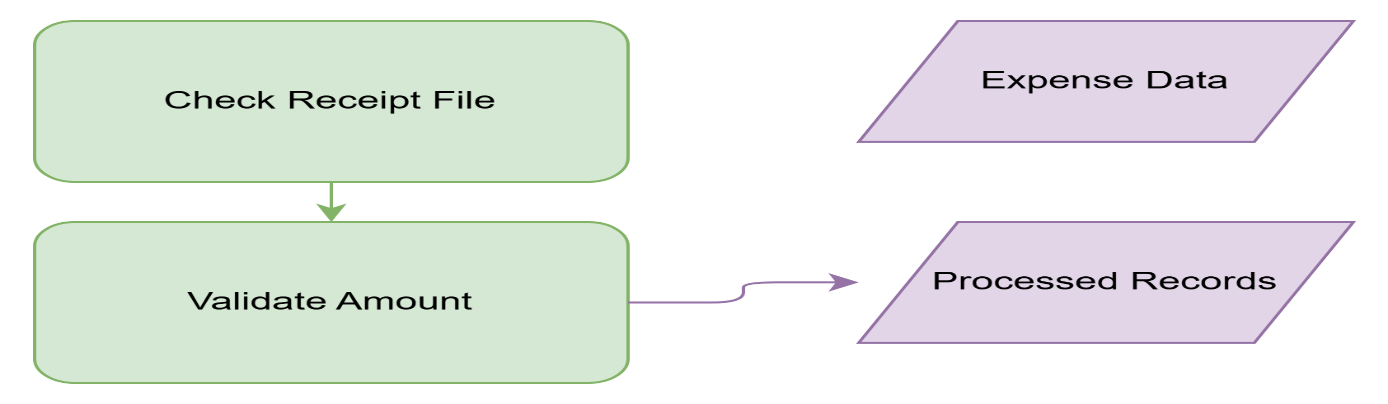 Check Receipt File
Expense Data
Validate Amount
Processed Records